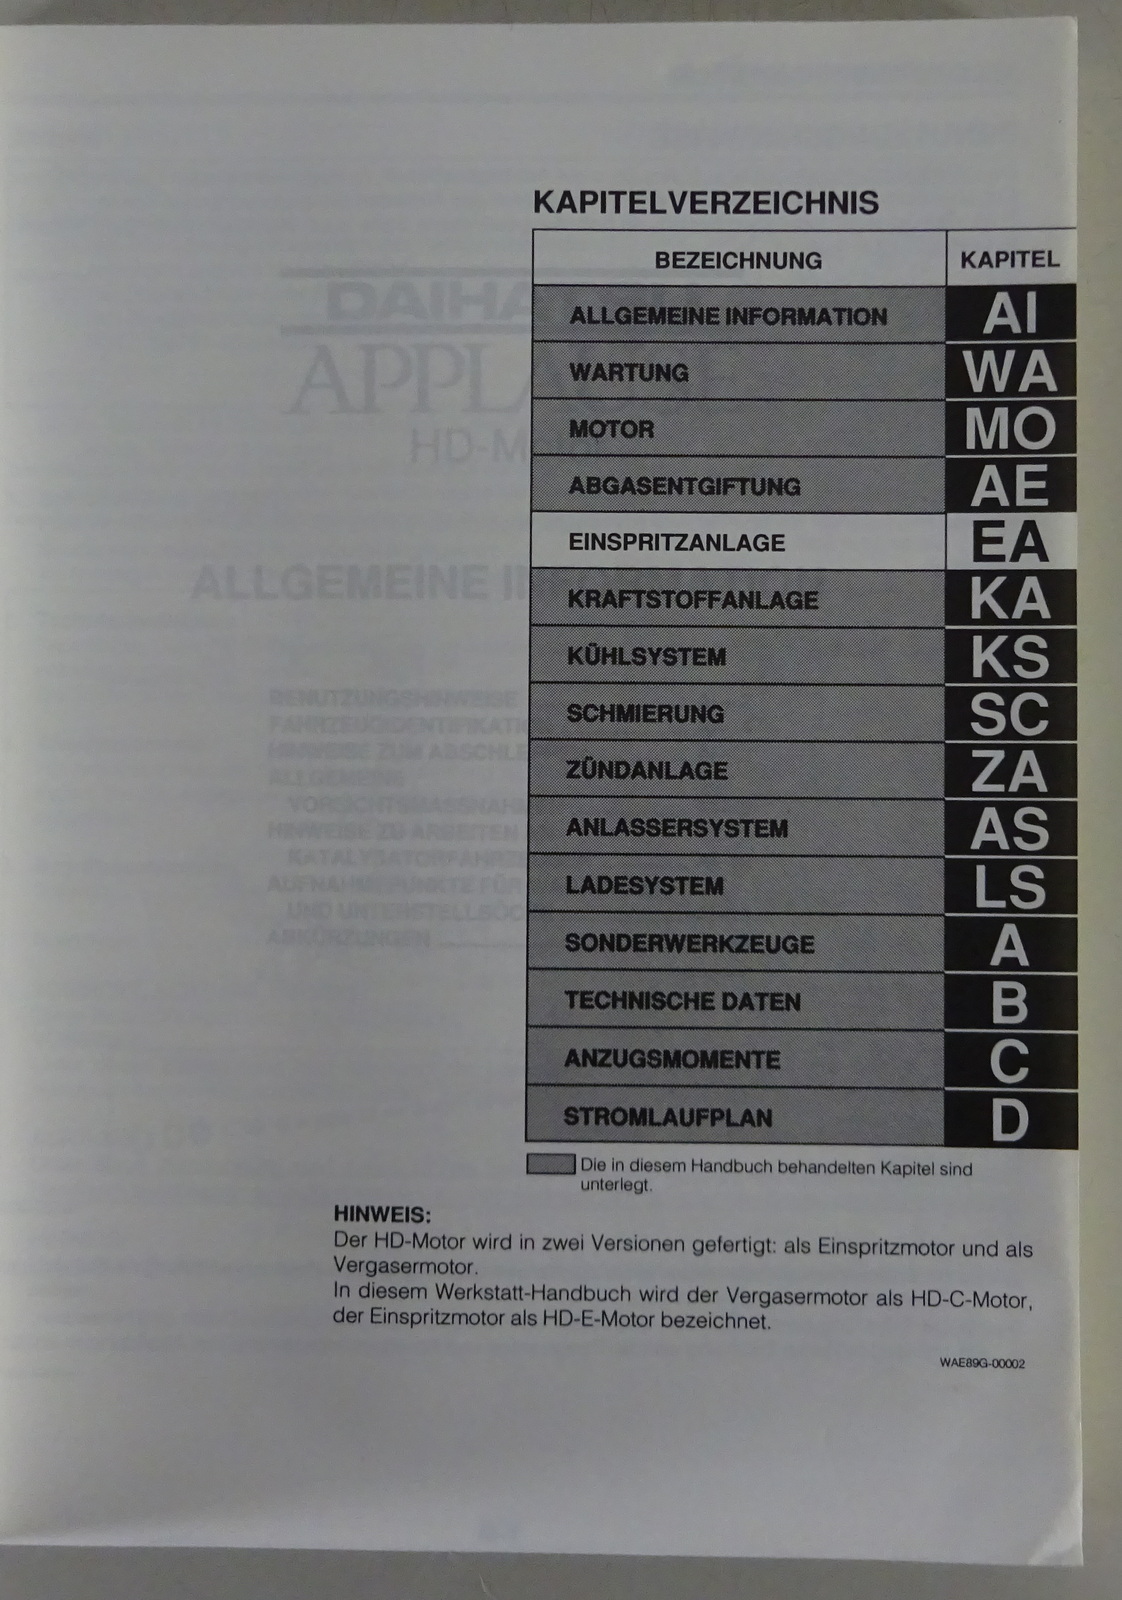 KAPITELVERZEICHNIS
BEZEICHNUNG KAPITEL
ALLGEMEINE INFORMATION AI
WARTUNG WA
MOTOR MO
ABGASENTGIFTUNG AE
EINSPRITZANLAGE EA
KRAFTSTOFFANLAGE KA
KÜHLSYSTEM KS
SCHMIERUNG SC
ZÜNDANLAGE ZA
ANLASSERSYSTEM AS
LADESYSTEM LS
SONDERWERKZEUGE A
TECHNISCHE DATEN B
ANZUGSMOMENTE C
STROMLAUFPLAN D
Die in diesem Handbuch behandelten Kapitel sind
unterlegt.
HINWEIS:
Der HD-Motor wird in zwei Versionen gefertigt: als Einspritzmotor und als
Vergasermotor.
In diesem Werkstatt-Handbuch wird der Vergasermotor als HD-C-Motor,
der Einspritzmotor als HD-E-Motor bezeichnet.
WAE89G-00002